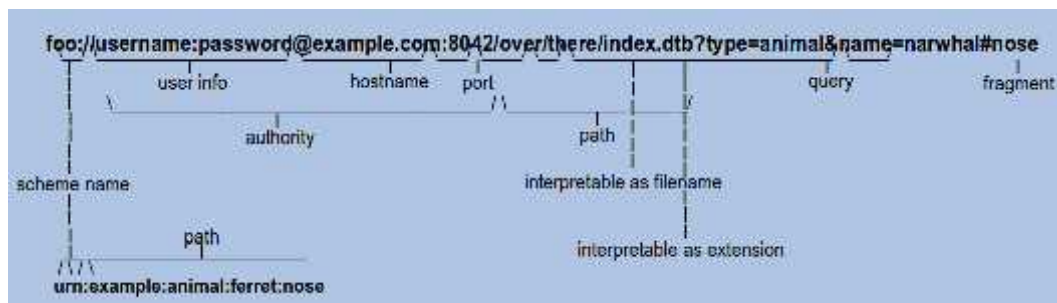 foo://username:password@example.com:8042/over/there/index.dtb?type=animal&name=narwhal#nose
user info hostname port query fragment
authority path
scheme name interpretable as filename
path interpretable as extension
urn:example:animal:ferret:nose